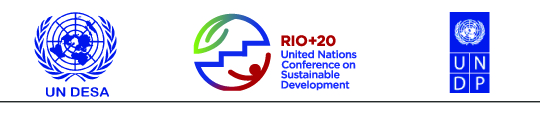 UN DESA
RIO+20
United Nations
Conference on
Sustainable
Development
U N
D P